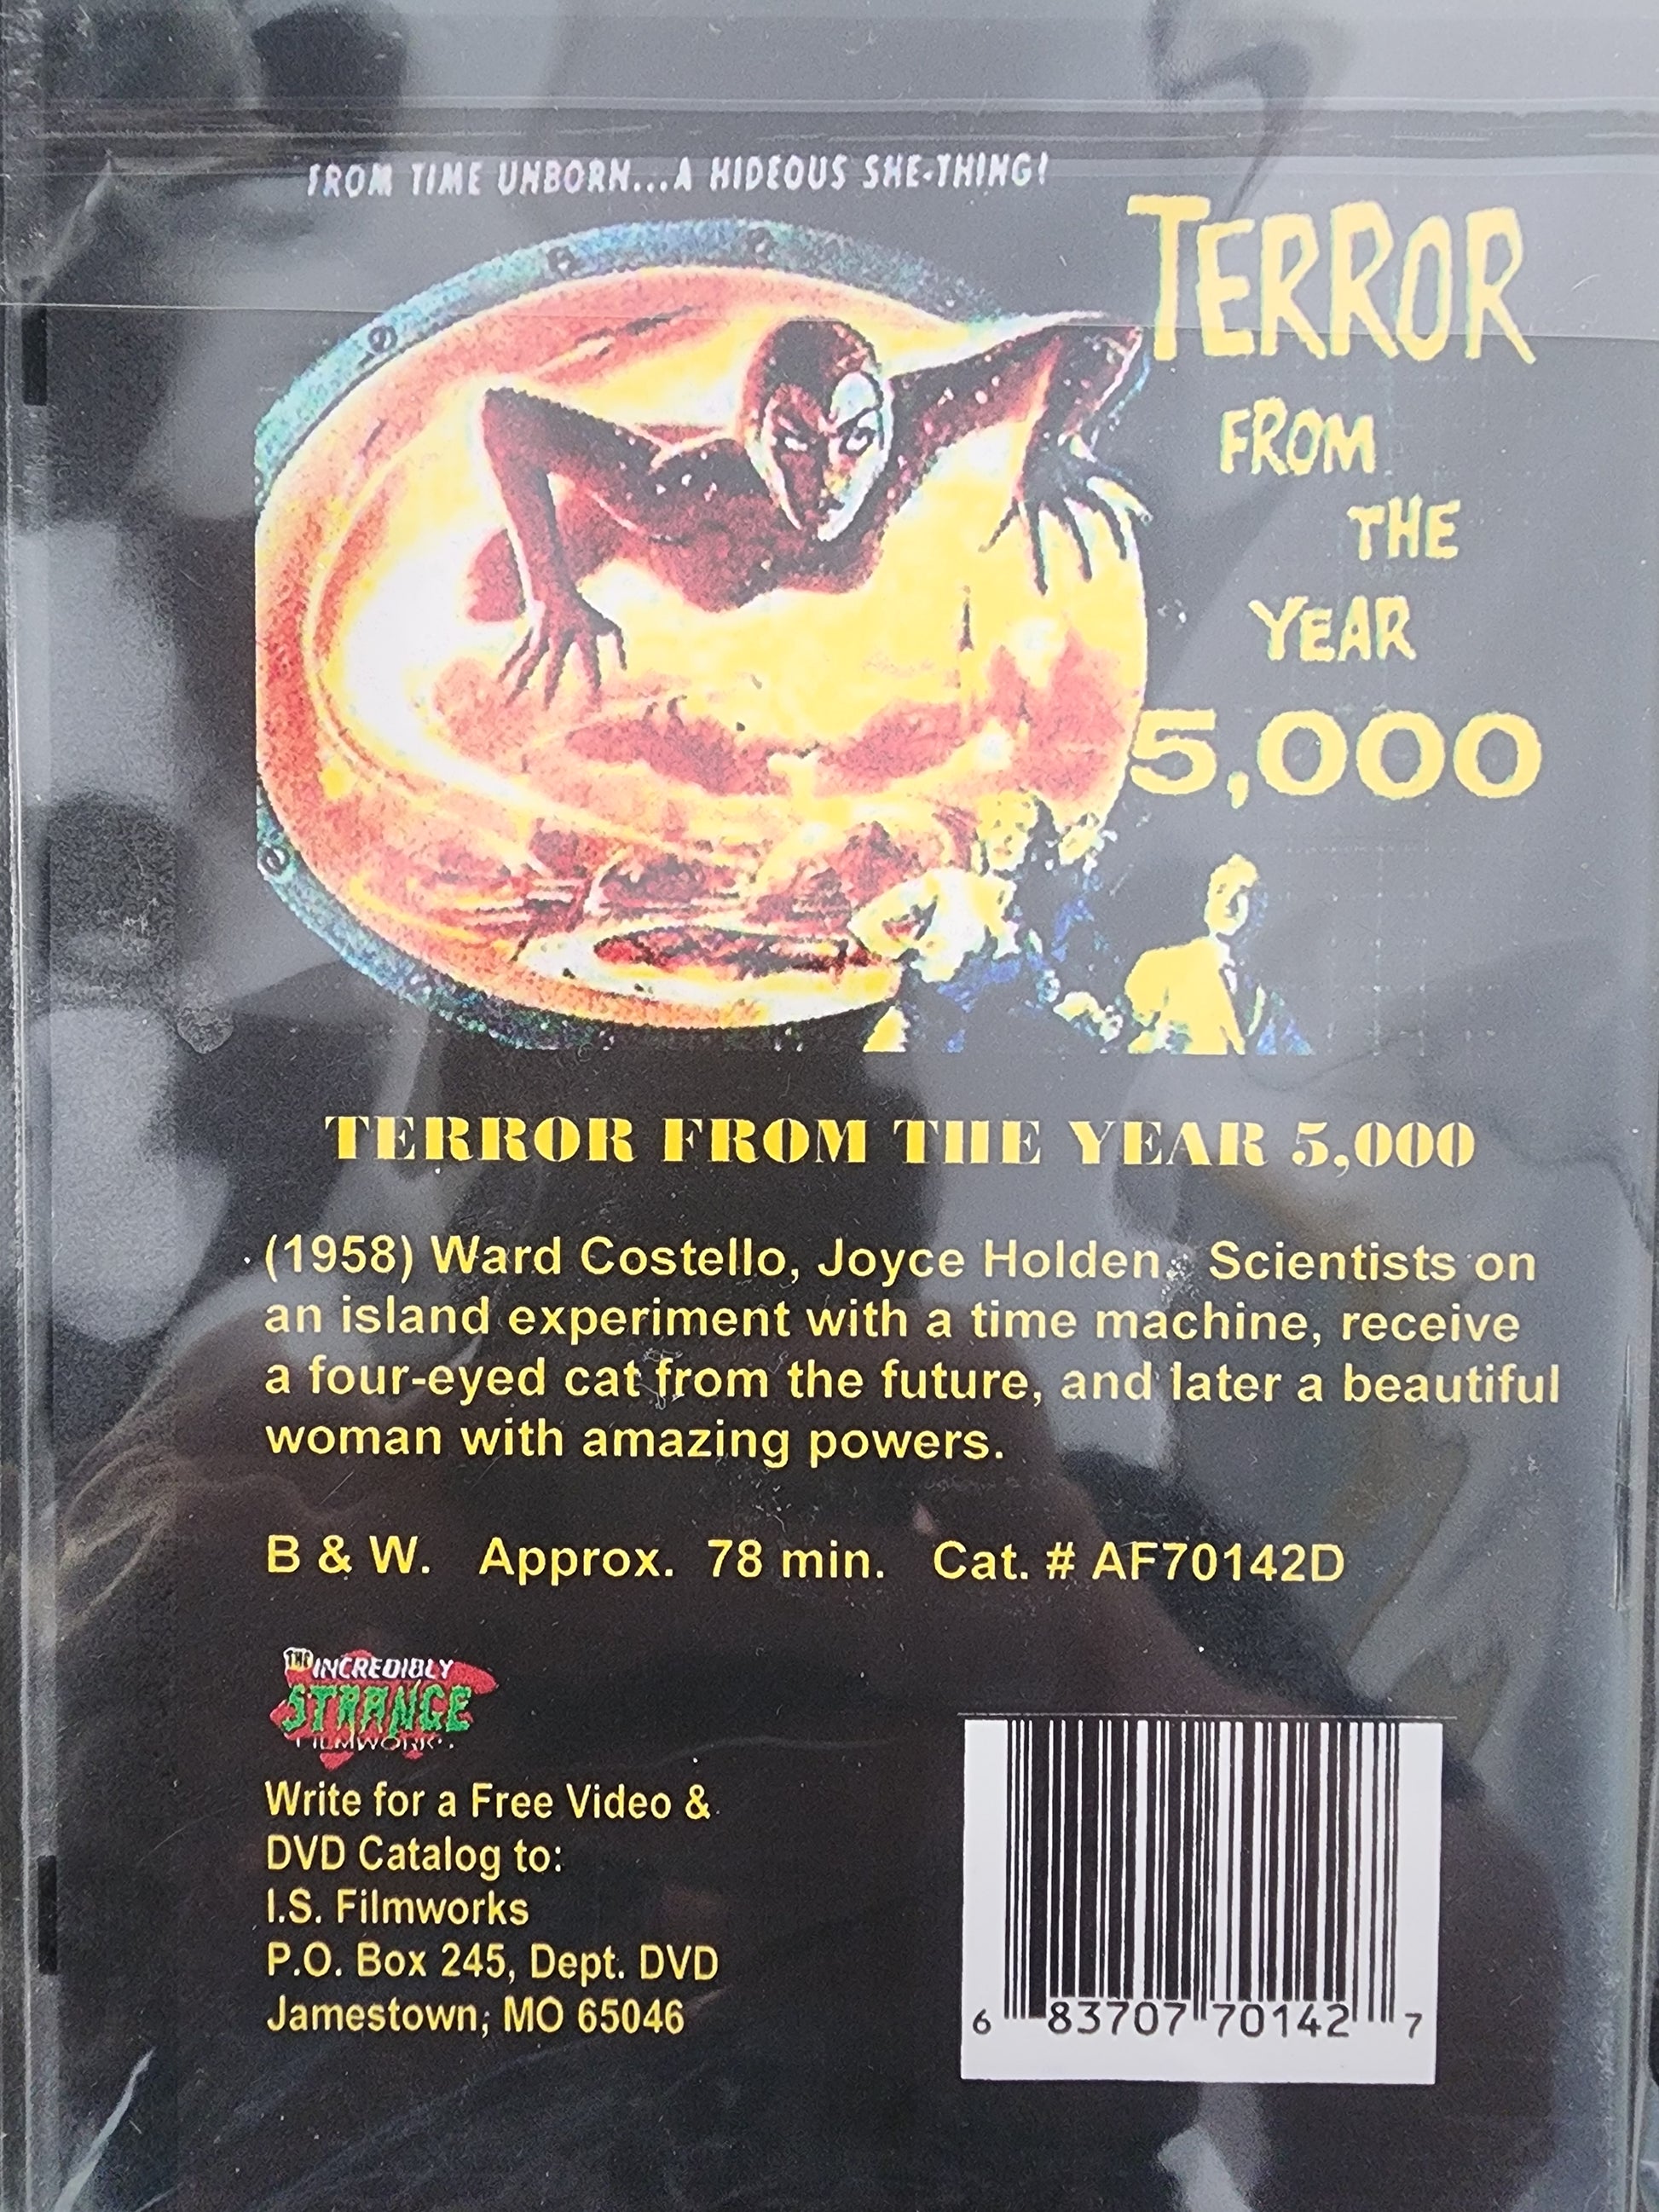 FROM TIME UNBORN...A HIDEOUS SHE-THING!
TERROR
FROM
THE
YEAR
5,000
TERROR FROM THE YEAR 5,000
(1958) Ward Costello, Joyce Holden. Scientists on
an island experiment with a time machine, receive
a four-eyed cat from the future, and later a beautiful
woman with amazing powers.
B & W. Approx. 78 min. Cat. # AF70142D
THE INCREDIBLY
STRANGE
FILMWORKS
Write for a Free Video &
DVD Catalog to:
I.S. Filmworks
P.O. Box 245, Dept. DVD
Jamestown, MO 65046
6 83707 70142 7